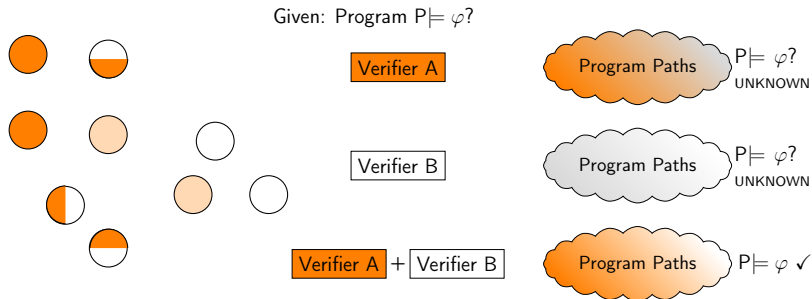 Given: Program P⊨ φ?
Verifier A
Program Paths
P⊨ φ?
UNKNOWN
Verifier B
Program Paths
P⊨ φ?
UNKNOWN
Verifier A + Verifier B
Program Paths
P⊨ φ ✓